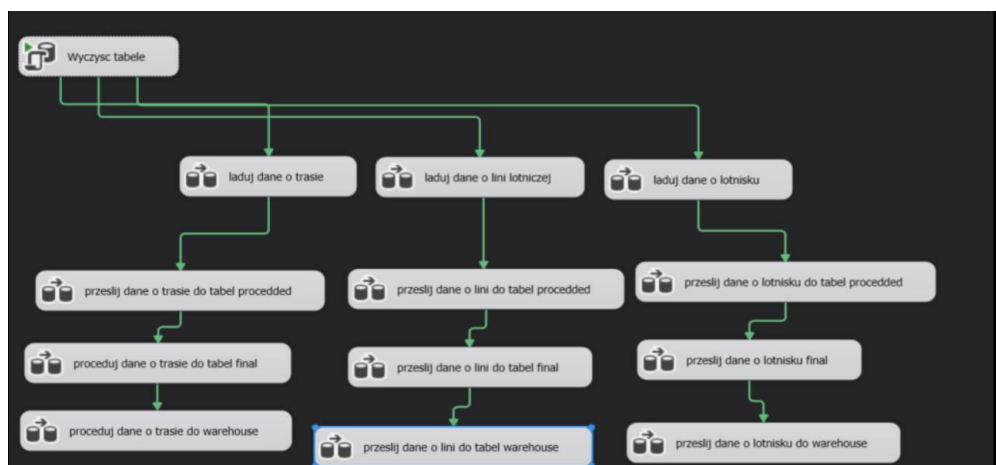 Wyczysc tabele
laduj dane o trasie
laduj dane o lini lotniczej
laduj dane o lotnisku
przeslij dane o trasie do tabel procedded
przeslij dane o lini do tabel procedded
przeslij dane o lotnisku do tabel procedded
proceduj dane o trasie do tabel final
przeslij dane o lini do tabel final
przeslij dane o lotnisku final
proceduj dane o trasie do warehouse
przeslij dane o lini do tabel warehouse
przeslij dane o lotnisku do warehouse